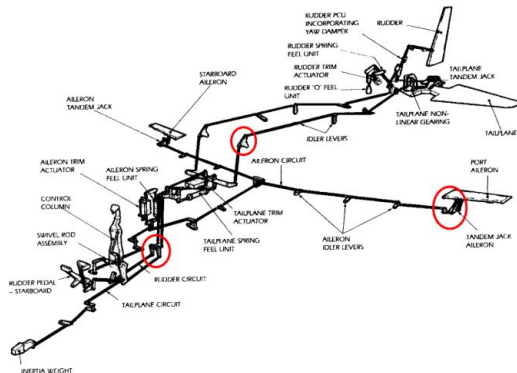 RUDDER PCU
INCORPORATING
YAW DAMPER
RUDDER
RUDDER SPRING
FEEL UNIT
RUDDER TRIM
ACTUATOR
RUDDER 'Q' FEEL
UNIT
TAILPLANE
TANDEM JACK
STARBOARD
AILERON
AILERON
TANDEM JACK
TAILPLANE NON-
LINEAR GEARING
IDLER LEVERS
TAILPLANE
AILERON CIRCUIT
PORT
AILERON
AILERON TRIM
ACTUATOR
AILERON SPRING
FEEL UNIT
CONTROL
COLUMN
TAILPLANE TRIM
ACTUATOR
SWIVEL ROD
ASSEMBLY
TAILPLANE SPRING
FEEL UNIT
AILERON
IDLER LEVERS
TANDEM JACK
AILERON
RUDDER PEDAL
– STARBOARD
RUDDER CIRCUIT
TAILPLANE CIRCUIT
INERTIA WEIGHT